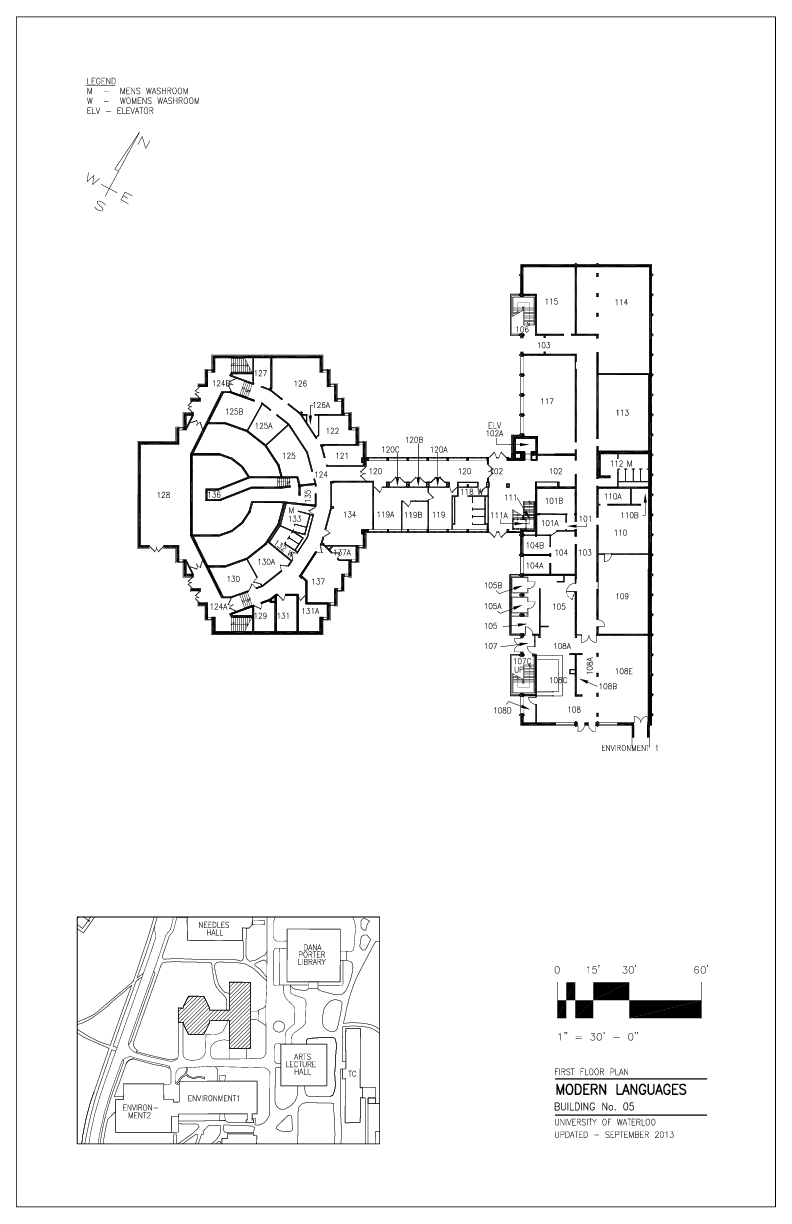 LEGEND
M – MENS WASHROOM
W – WOMENS WASHROOM
ELV – ELEVATOR
N
W
E
S
115
114
106
103
117
113
ELV
102A
112 M
102
102
110A
110B
110
101B
101A
101
111
111A
104B
104
103
104A
109
105B
105A
105
105
107
108A
107C
UP
108A
108E
108C
108B
108D
108
ENVIRONMENT 1
120B
120C
120A
120
120
118 W
119A
119B
119
127
124B
126
126A
125B
125A
122
125
121
124
128
136
135
M
133
134
132
W
137A
130A
130
137
124A
129
131
131A
NEEDLES
HALL
DANA
PORTER
LIBRARY
ARTS
LECTURE
HALL
TC
ENVIRONMENT1
ENVIRON-
MENT2
0 15' 30' 60'
1" = 30' – 0"
FIRST FLOOR PLAN
MODERN LANGUAGES
BUILDING No. 05
UNIVERSITY OF WATERLOO
UPDATED – SEPTEMBER 2013